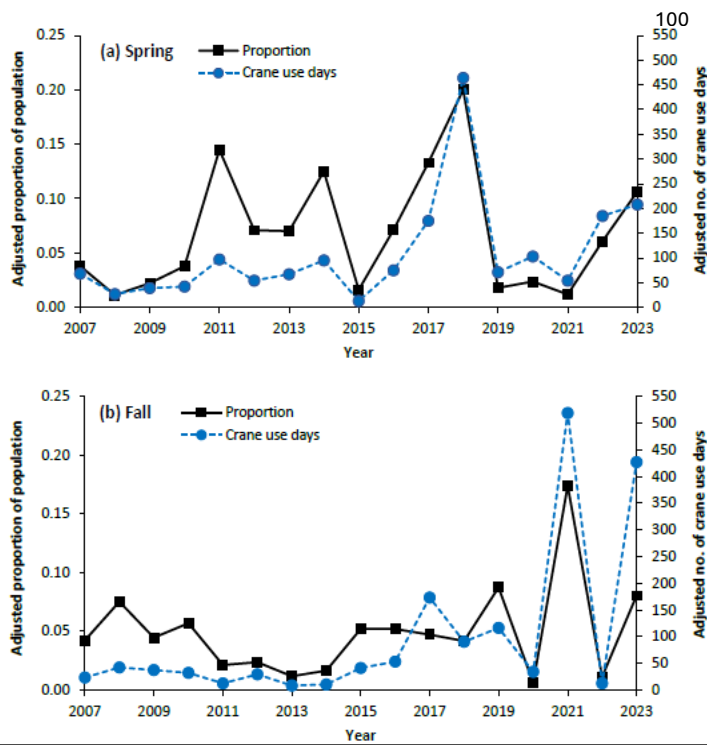 100
(a) Spring
Proportion
Crane use days
Adjusted proportion of population
0.25
0.20
0.15
0.10
0.05
0.00
550
500
450
400
350
300
250
200
150
100
50
0
Adjusted no. of crane use days
2007 2009 2011 2013 2015 2017 2019 2021 2023
Year
(b) Fall
Proportion
Crane use days
Adjusted proportion of population
0.25
0.20
0.15
0.10
0.05
0.00
550
500
450
400
350
300
250
200
150
100
50
0
Adjusted no. of crane use days
2007 2009 2011 2013 2015 2017 2019 2021 2023
Year